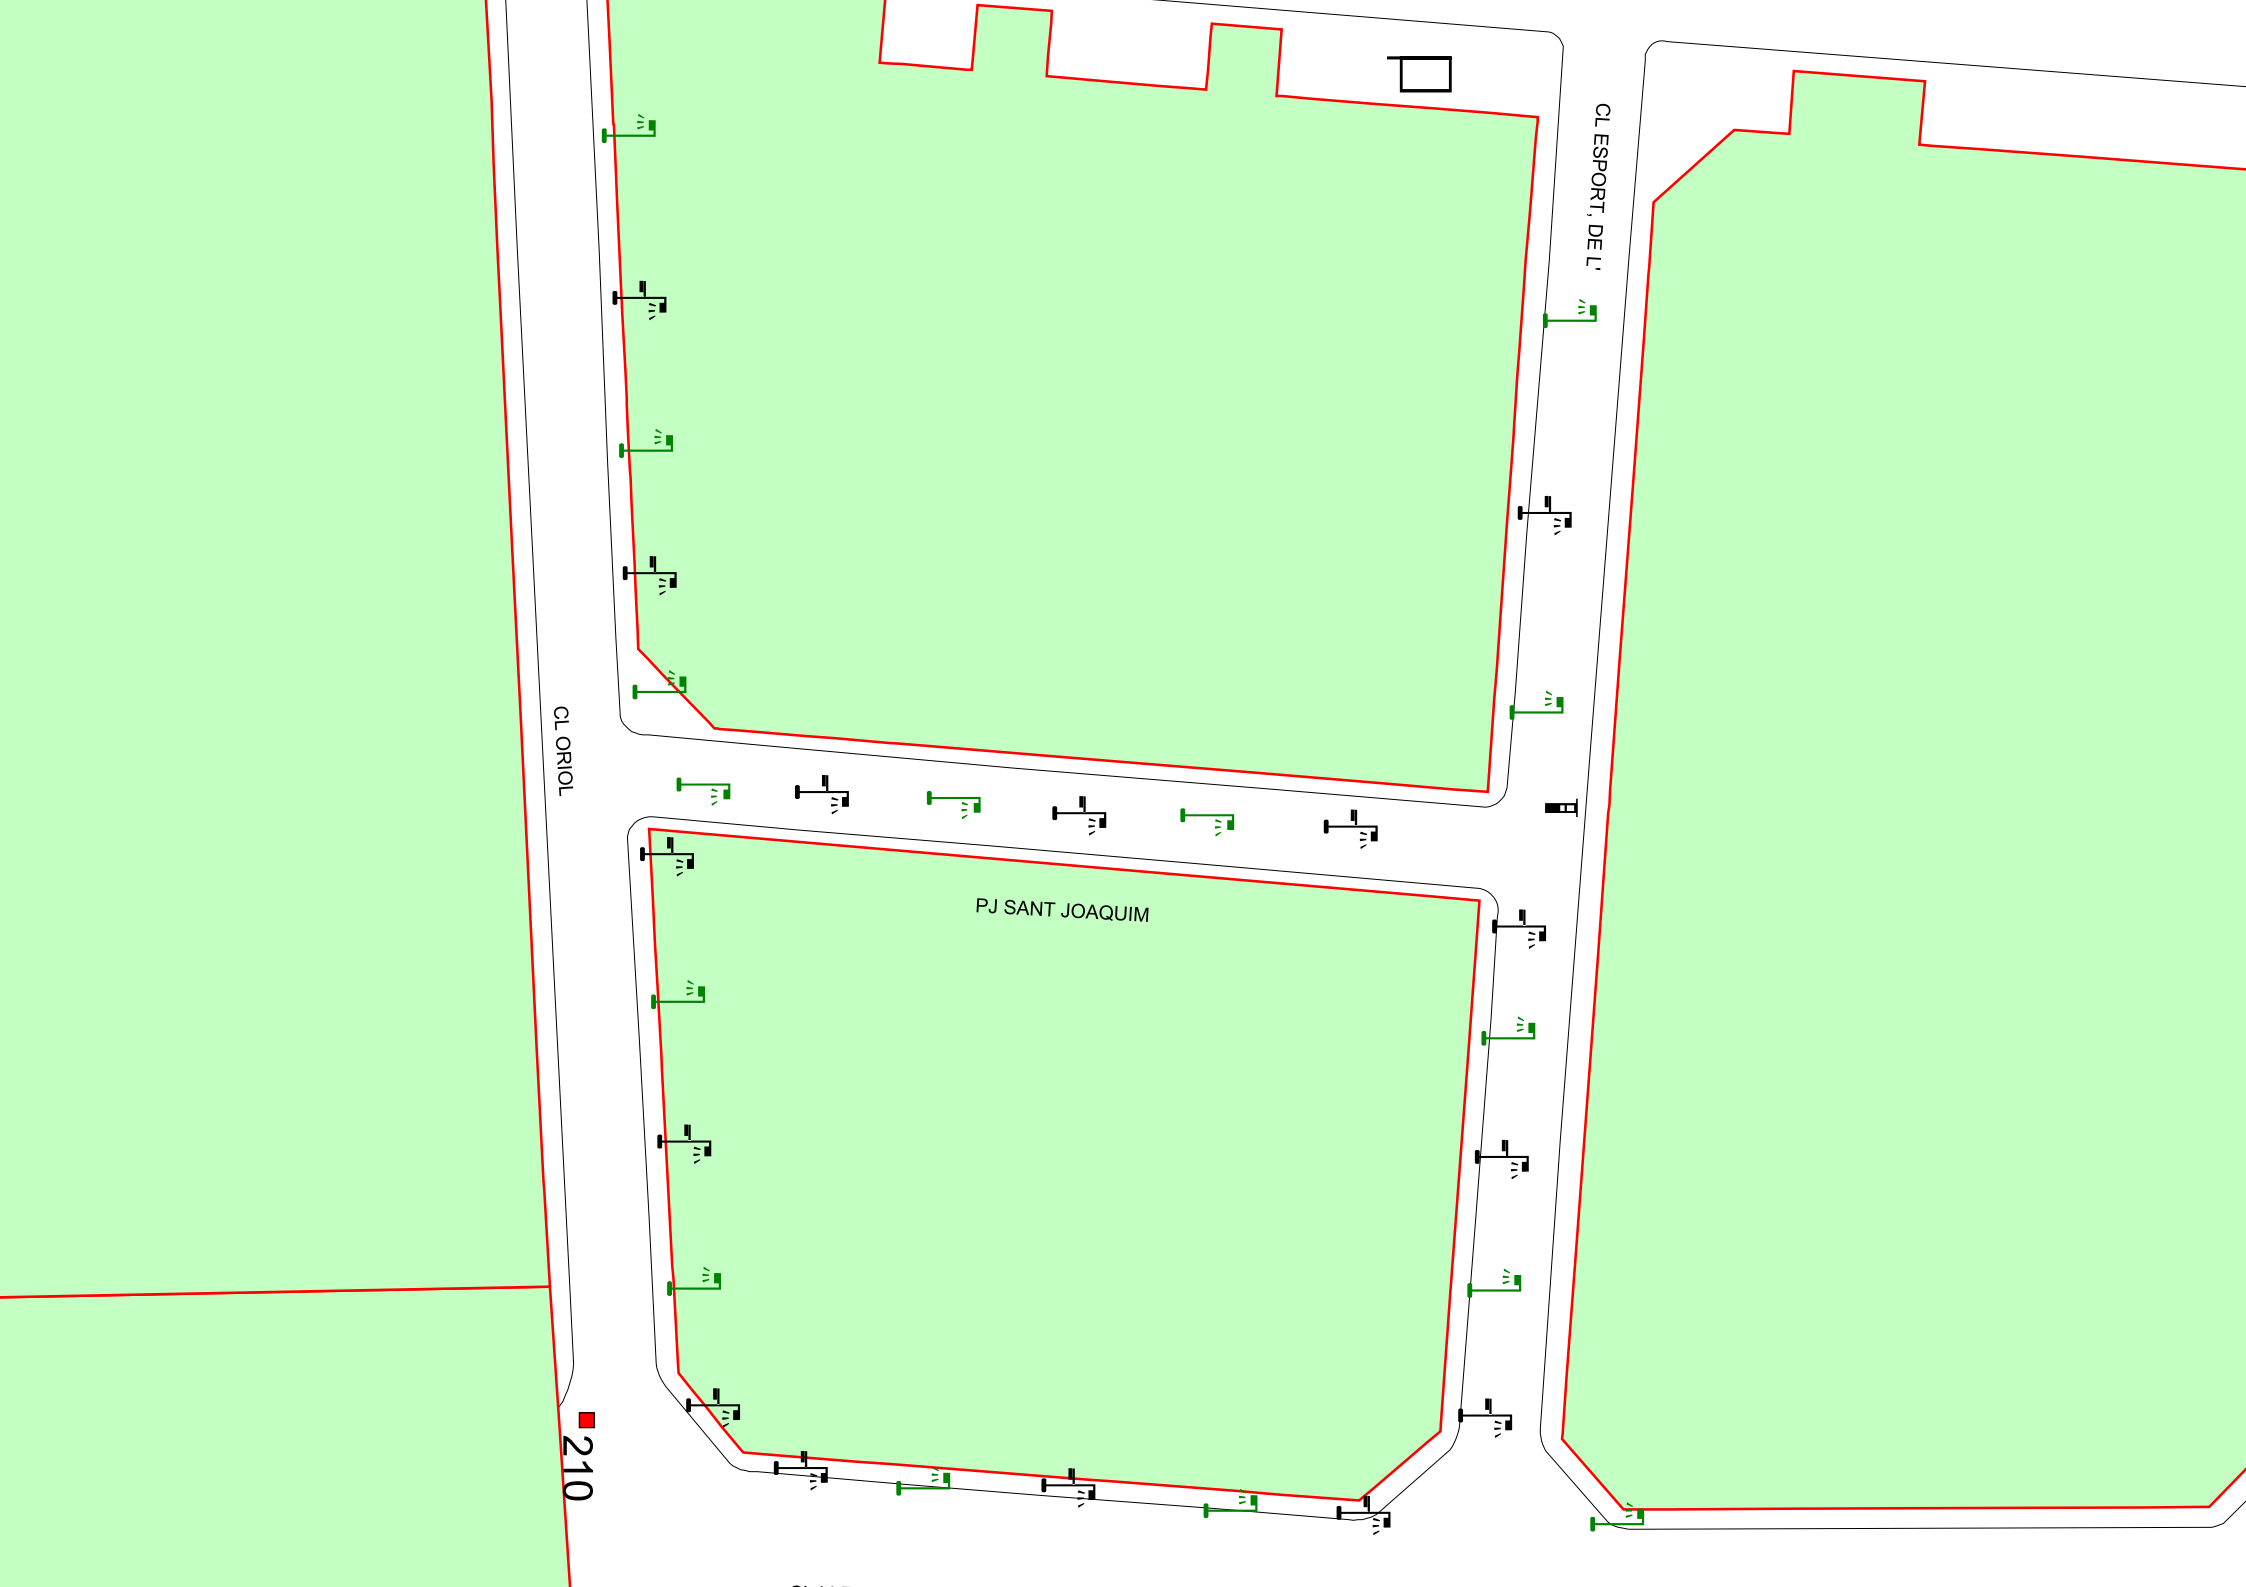 CL ESPORT, DE L'
CL ORIOL
PJ SANT JOAQUIM
210